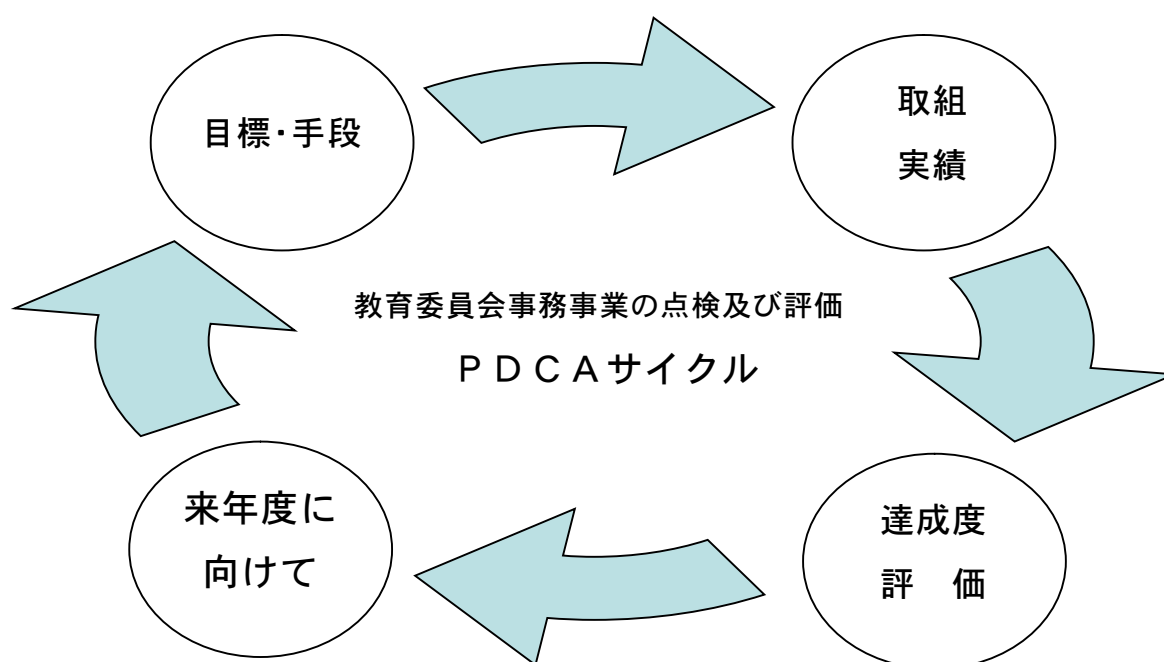 目標・手段
取組
実績
教育委員会事務事業の点検及び評価
ＰＤＣＡサイクル
来年度に
向けて
達成度
評　価